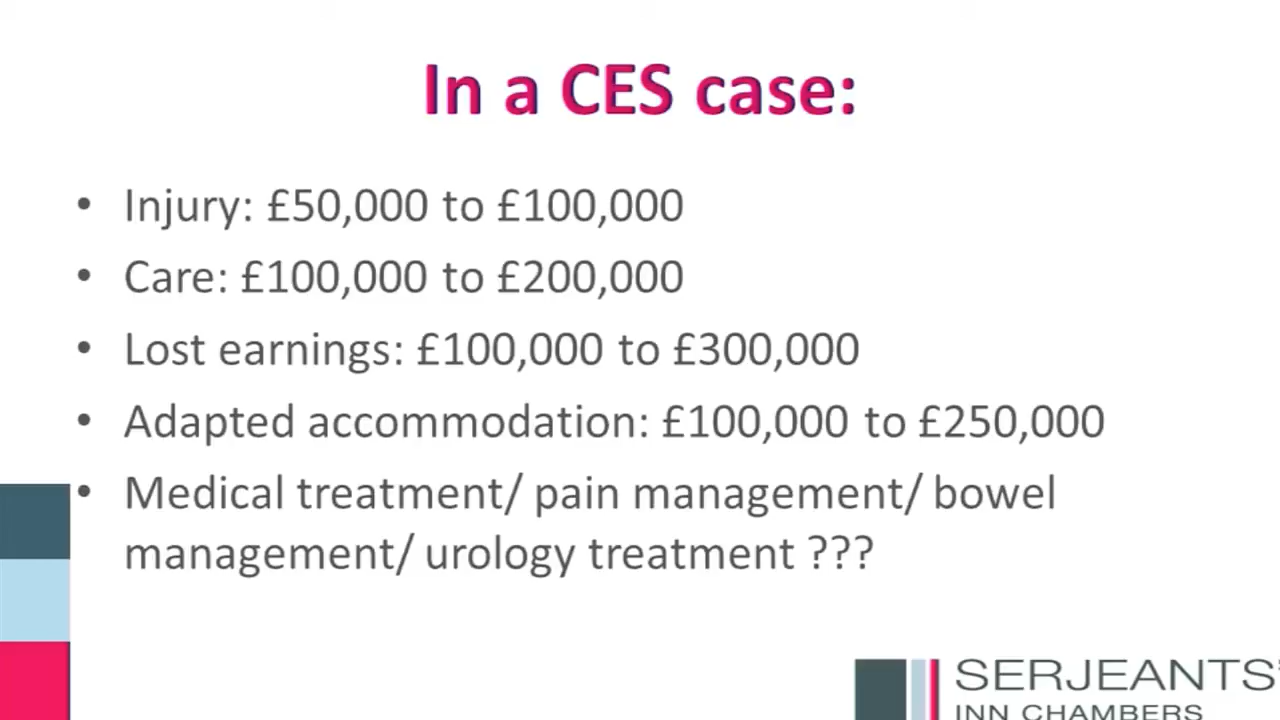 In a CES case:
• Injury: £50,000 to £100,000
• Care: £100,000 to £200,000
• Lost earnings: £100,000 to £300,000
• Adapted accommodation: £100,000 to £250,000
• Medical treatment/ pain management/ bowel
management/ urology treatment ???
SERJEANTS'
INN CHAMBERS